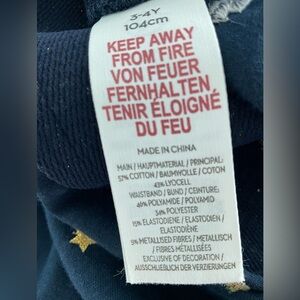 3-4Y
104cm
KEEP AWAY
FROM FIRE
VON FEUER
FERNHALTEN
TENIR ÉLOIGNÉ
DU FEU
MADE IN CHINA
MAIN / HAUPTMATERIAL / PRINCIPAL:
57% COTTON / BAUMWOLLE / COTON
43% LYOCELL
WAISTBAND / BUND / CEINTURE:
46% POLYAMIDE / POLYAMID
34% POLYESTER
15% ELASTODIENE / ELASTODIEN /
ELASTODIÈNE
5% METALLISED FIBRES / METALLISCH
/ FIBRES MÉTALLISÉES
EXCLUSIVE OF DECORATION /
AUSSCHLIEßLICH DER VERZIERUNGEN